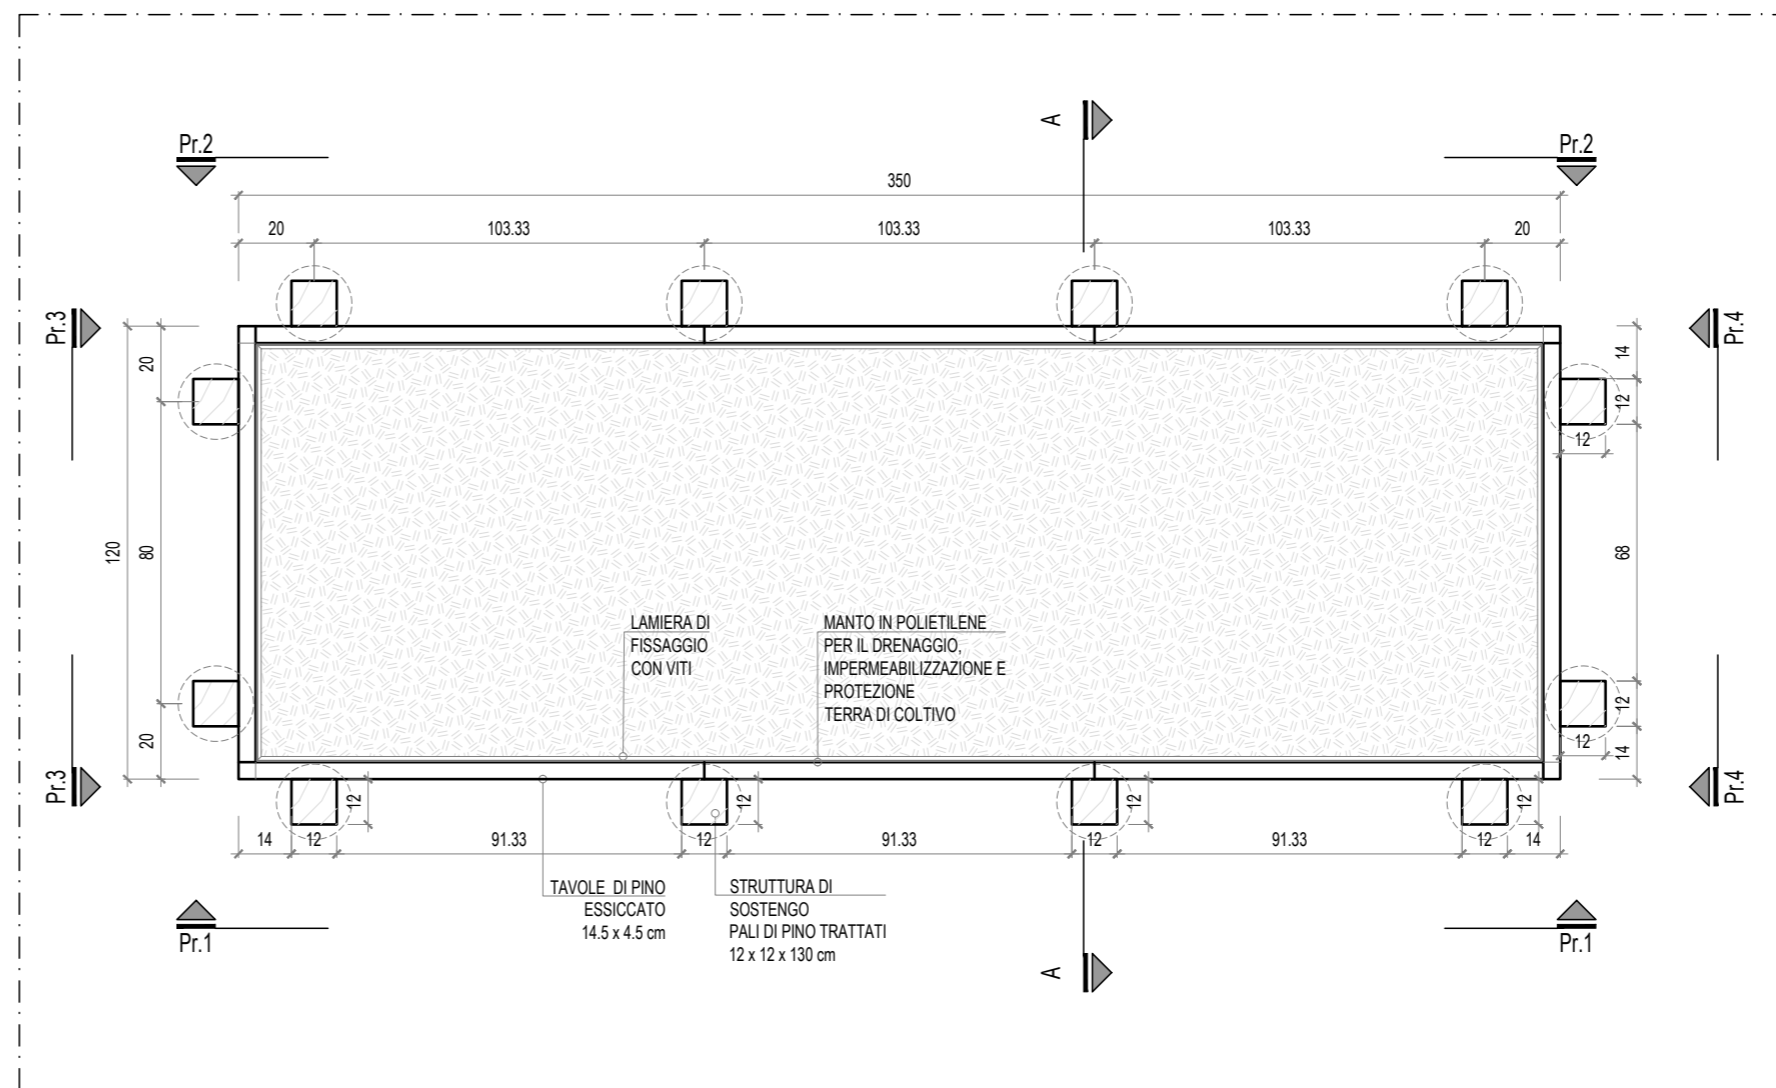 A
Pr.2
Pr.2
350
20
103.33
103.33
103.33
20
Pr.3
Pr.4
20
14
12
12
120
80
68
LAMIERA DI
FISSAGGIO
CON VITI
MANTO IN POLIETILENE
PER IL DRENAGGIO,
IMPERMEABILIZZAZIONE E
PROTEZIONE
TERRA DI COLTIVO
12
20
12
14
Pr.3
Pr.4
12
12
12
12
14
12
91.33
12
91.33
12
91.33
12
14
TAVOLE DI PINO
ESSICCATO
14.5 x 4.5 cm
STRUTTURA DI
SOSTENGO
PALI DI PINO TRATTATI
12 x 12 x 130 cm
Pr.1
Pr.1
A